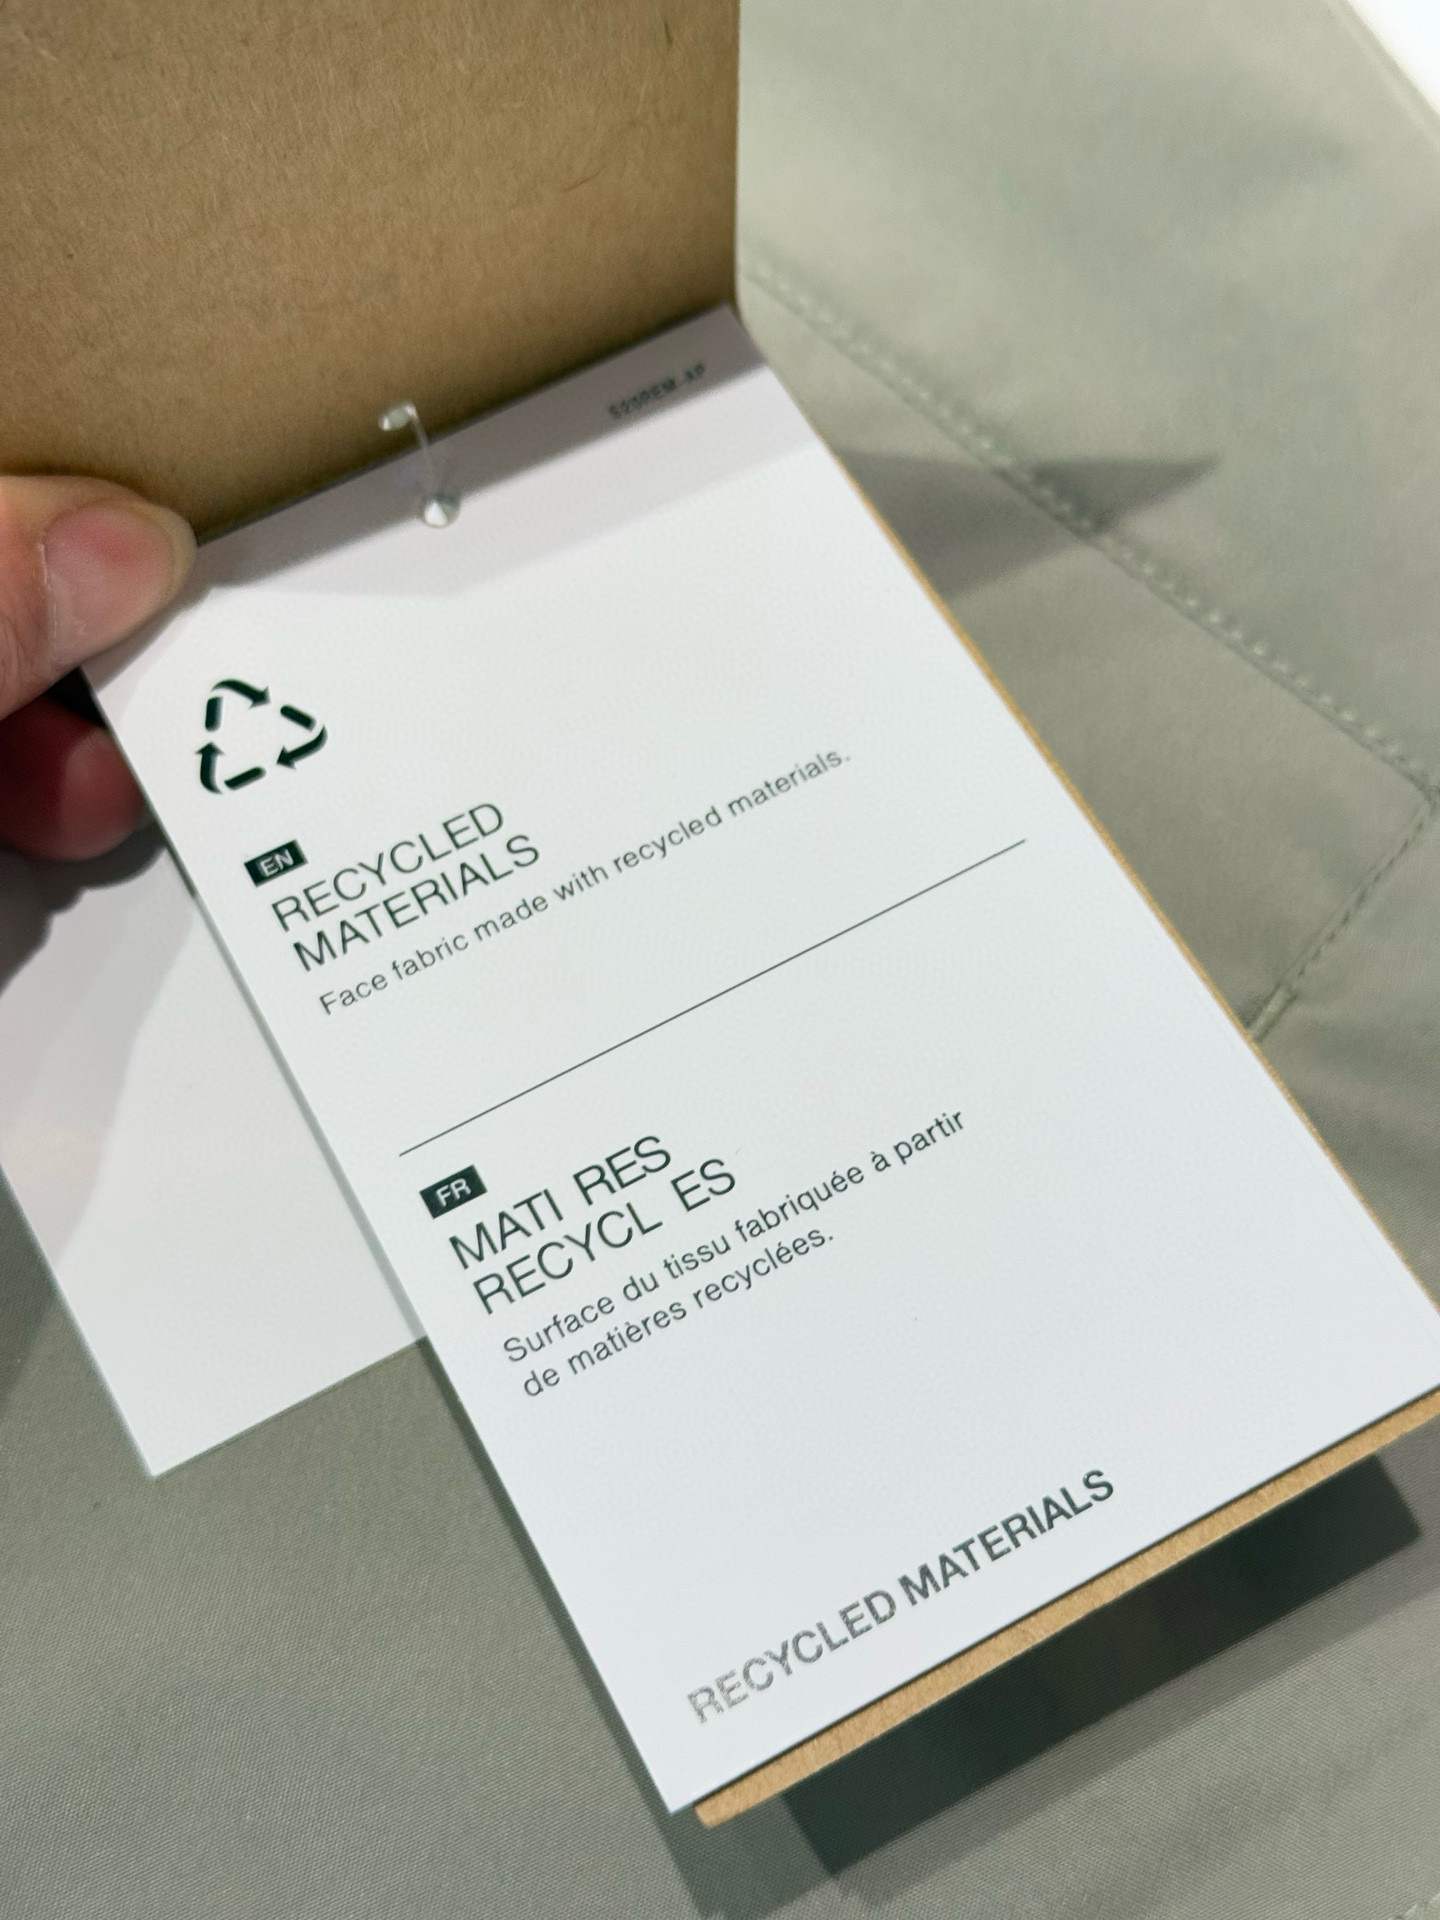 EN
RECYCLED
MATERIALS
Face fabric made with recycled materials.
FR
MATI RES
RECYCL ES
Surface du tissu fabriquée à partir
de matières recyclées.
RECYCLED MATERIALS